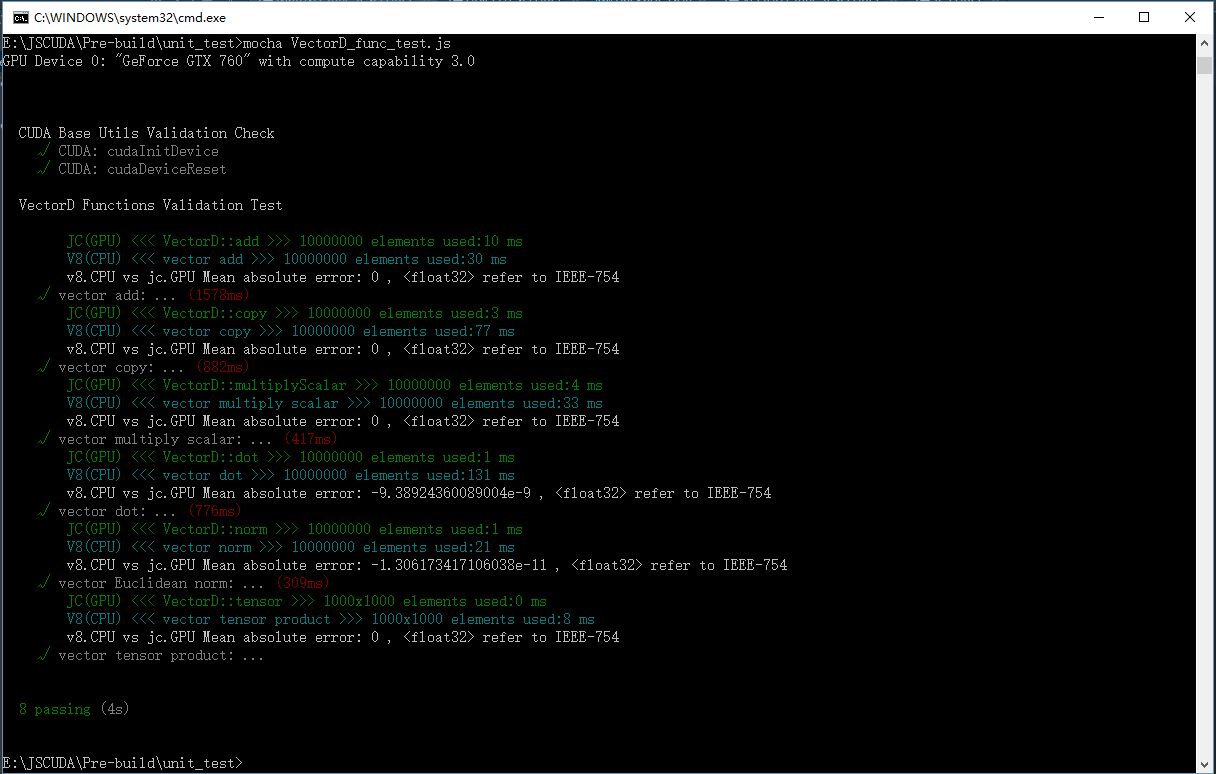 C:\WINDOWS\system32\cmd.exe
E:\JSCUDA\Pre-build\unit_test>mocha VectorD_func_test.js
GPU Device 0: "GeForce GTX 760" with compute capability 3.0
CUDA Base Utils Validation Check
√ CUDA: cudaInitDevice
√ CUDA: cudaDeviceReset
VectorD Functions Validation Test
JC(GPU) <<< VectorD::add >>> 10000000 elements used:10 ms
V8(CPU) <<< vector add >>> 10000000 elements used:30 ms
v8.CPU vs jc.GPU Mean absolute error: 0 , <float32> refer to IEEE-754
√ vector add: ... (1578ms)
JC(GPU) <<< VectorD::copy >>> 10000000 elements used:3 ms
V8(CPU) <<< vector copy >>> 10000000 elements used:77 ms
v8.CPU vs jc.GPU Mean absolute error: 0 , <float32> refer to IEEE-754
√ vector copy: ... (882ms)
JC(GPU) <<< VectorD::multiplyScalar >>> 10000000 elements used:4 ms
V8(CPU) <<< vector multiply scalar >>> 10000000 elements used:33 ms
v8.CPU vs jc.GPU Mean absolute error: 0 , <float32> refer to IEEE-754
√ vector multiply scalar: ... (417ms)
JC(GPU) <<< VectorD::dot >>> 10000000 elements used:1 ms
V8(CPU) <<< vector dot >>> 10000000 elements used:131 ms
v8.CPU vs jc.GPU Mean absolute error: -9.38924360089004e-9 , <float32> refer to IEEE-754
√ vector dot: ... (776ms)
JC(GPU) <<< VectorD::norm >>> 10000000 elements used:1 ms
V8(CPU) <<< vector norm >>> 10000000 elements used:21 ms
v8.CPU vs jc.GPU Mean absolute error: -1.306173417106038e-11 , <float32> refer to IEEE-754
√ vector Euclidean norm: ... (309ms)
JC(GPU) <<< VectorD::tensor >>> 1000x1000 elements used:0 ms
V8(CPU) <<< vector tensor product >>> 1000x1000 elements used:8 ms
v8.CPU vs jc.GPU Mean absolute error: 0 , <float32> refer to IEEE-754
√ vector tensor product: ...
8 passing (4s)
E:\JSCUDA\Pre-build\unit_test>